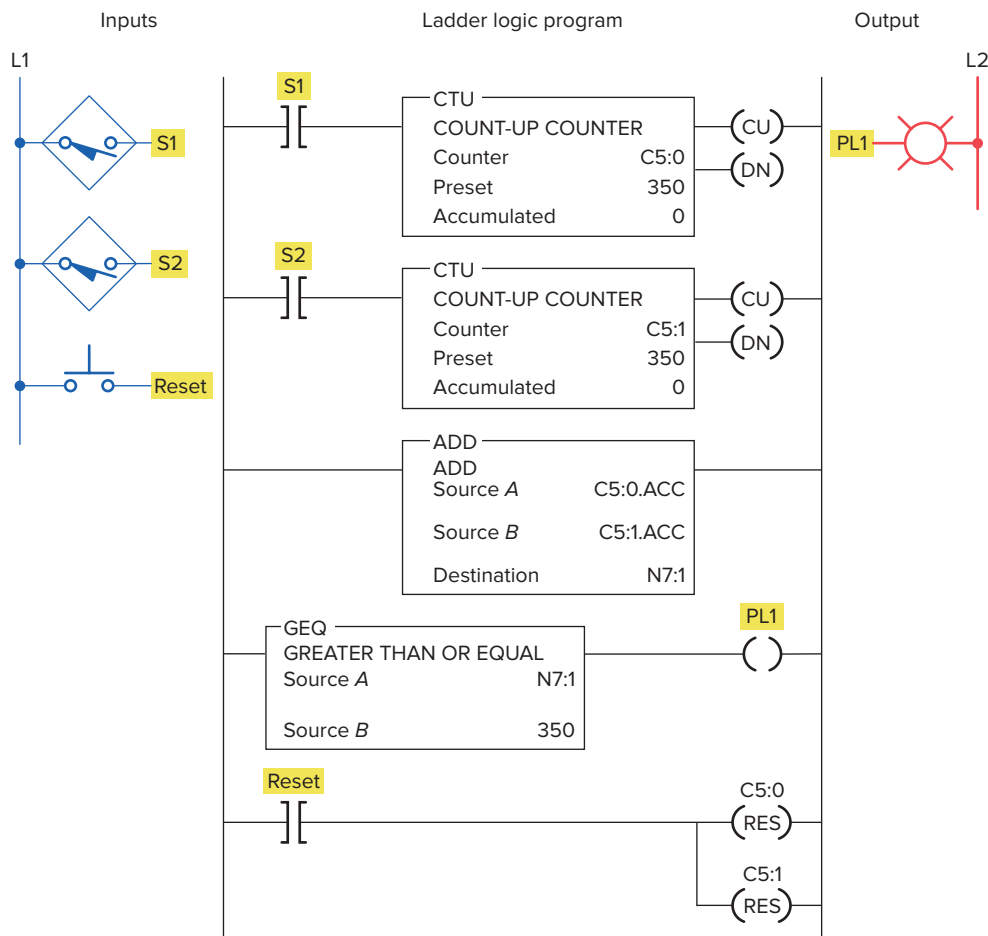 Inputs
Ladder logic program
Output
L1
L2
S1
S2
Reset
S1
CTU
COUNT-UP COUNTER
Counter C5:0
Preset 350
Accumulated 0
CU
DN
PL1
S2
CTU
COUNT-UP COUNTER
Counter C5:1
Preset 350
Accumulated 0
CU
DN
ADD
ADD
Source A C5:0.ACC
Source B C5:1.ACC
Destination N7:1
GEQ
GREATER THAN OR EQUAL
Source A N7:1
Source B 350
PL1
Reset
C5:0
RES
C5:1
RES